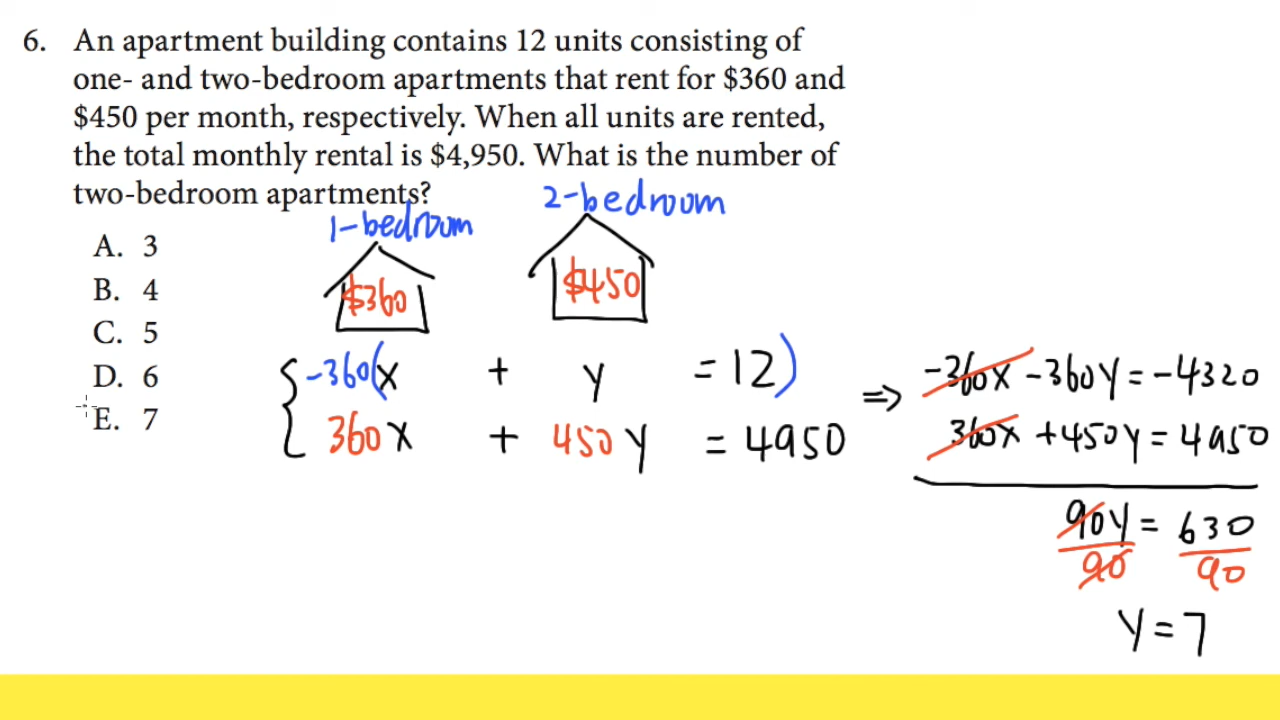 6. An apartment building contains 12 units consisting of
one- and two-bedroom apartments that rent for $360 and
$450 per month, respectively. When all units are rented,
the total monthly rental is $4,950. What is the number of
two-bedroom apartments?
A. 3
B. 4
C. 5
D. 6
E. 7
1-bedroom
2-bedroom
$360
$450
-360(x + y = 12)
360x + 450y = 4950
⇒
-360x - 360y = -4320
360x + 450y = 4950
90y = 630
90 90
y = 7